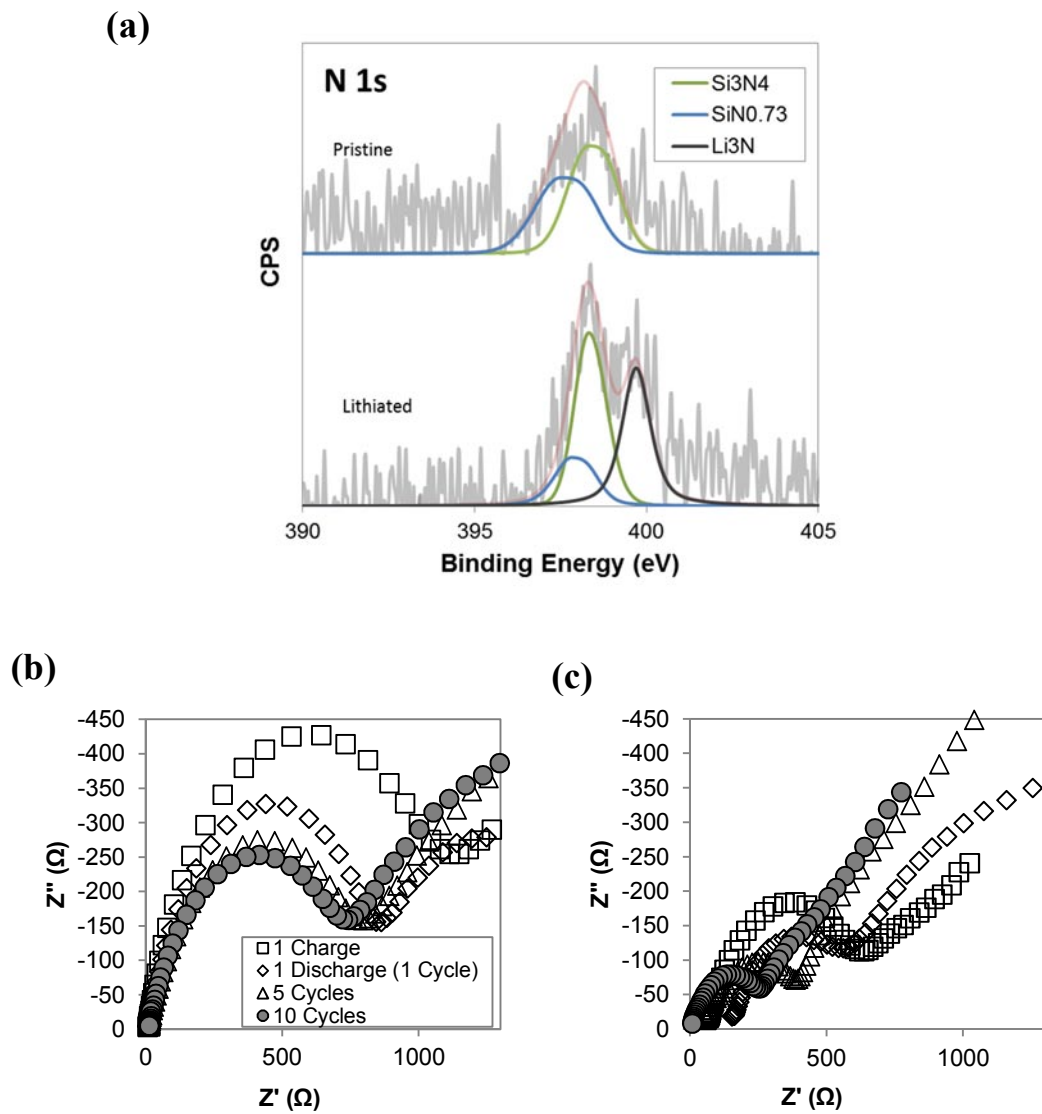 (a)
N 1s
Si3N4
SiN0.73
Li3N
Pristine
CPS
Lithiated
390 395 400 405
Binding Energy (eV)
(b)
-450
-400
-350
-300
-250
-200
-150
-100
-50
0
Z" (Ω)
1 Charge
1 Discharge (1 Cycle)
5 Cycles
10 Cycles
0 500 1000
Z' (Ω)
(c)
-450
-400
-350
-300
-250
-200
-150
-100
-50
0
Z" (Ω)
0 500 1000
Z' (Ω)